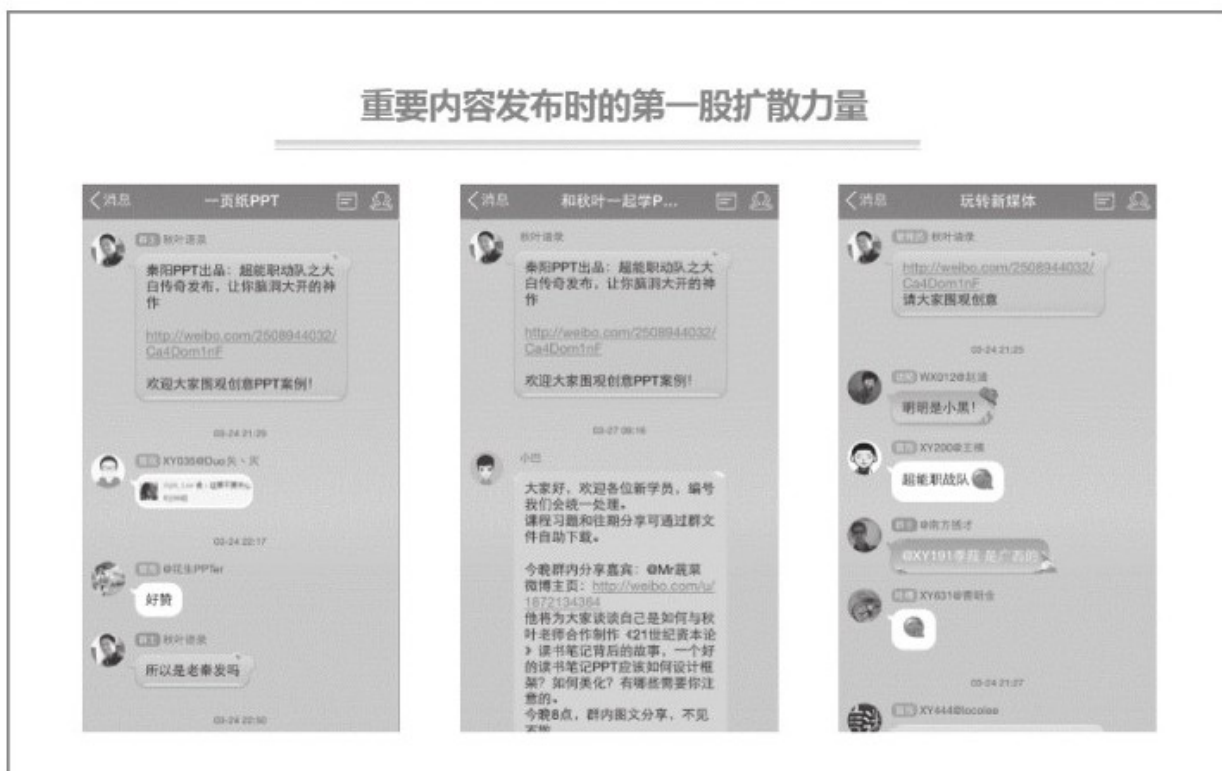 重要内容发布时的第一股扩散力量
消息
一页纸PPT
秋叶语录
秦阳PPT出品：超能职动队之大
白传奇发布，让你脑洞大开的神
作
http://weibo.com/2508944032/
Ca4Dom1nF
欢迎大家围观创意PPT案例！
03-24 21:29
XY036@Duo矢丶灭
03-24 22:17
@花生PPTer
好赞
秋叶语录
所以是老秦发吗
03-24 22:50
消息
和秋叶一起学P...
秋叶语录
秦阳PPT出品：超能职动队之大
白传奇发布，让你脑洞大开的神
作
http://weibo.com/2508944032/
Ca4Dom1nF
欢迎大家围观创意PPT案例！
03-27 08:16
小巴
大家好，欢迎各位新学员，编号
我们会统一处理。
课程习题和往期分享可通过群文
件自助下载。
今晚群内分享嘉宾：@Mr蔬菜
微博主页：http://weibo.com/u/
1872134364
他将为大家谈谈自己是如何与秋
叶老师合作制作《21世纪资本论
》读书笔记背后的故事，一个好
的读书笔记PPT应该如何设计框
架？如何美化？有哪些需要你注
意的。
今晚8点，群内图文分享，不见
不散
消息
玩转新媒体
秋叶语录
http://weibo.com/2508944032/
Ca4Dom1nF
请大家围观创意
03-24 21:25
WX012@赵浦
明明是小黑！
XY200@王楠
超能职战队
@南方钱才
@XY191季薇 是广西的
XY631@曹明会
03-24 21:27
XY444@locolee